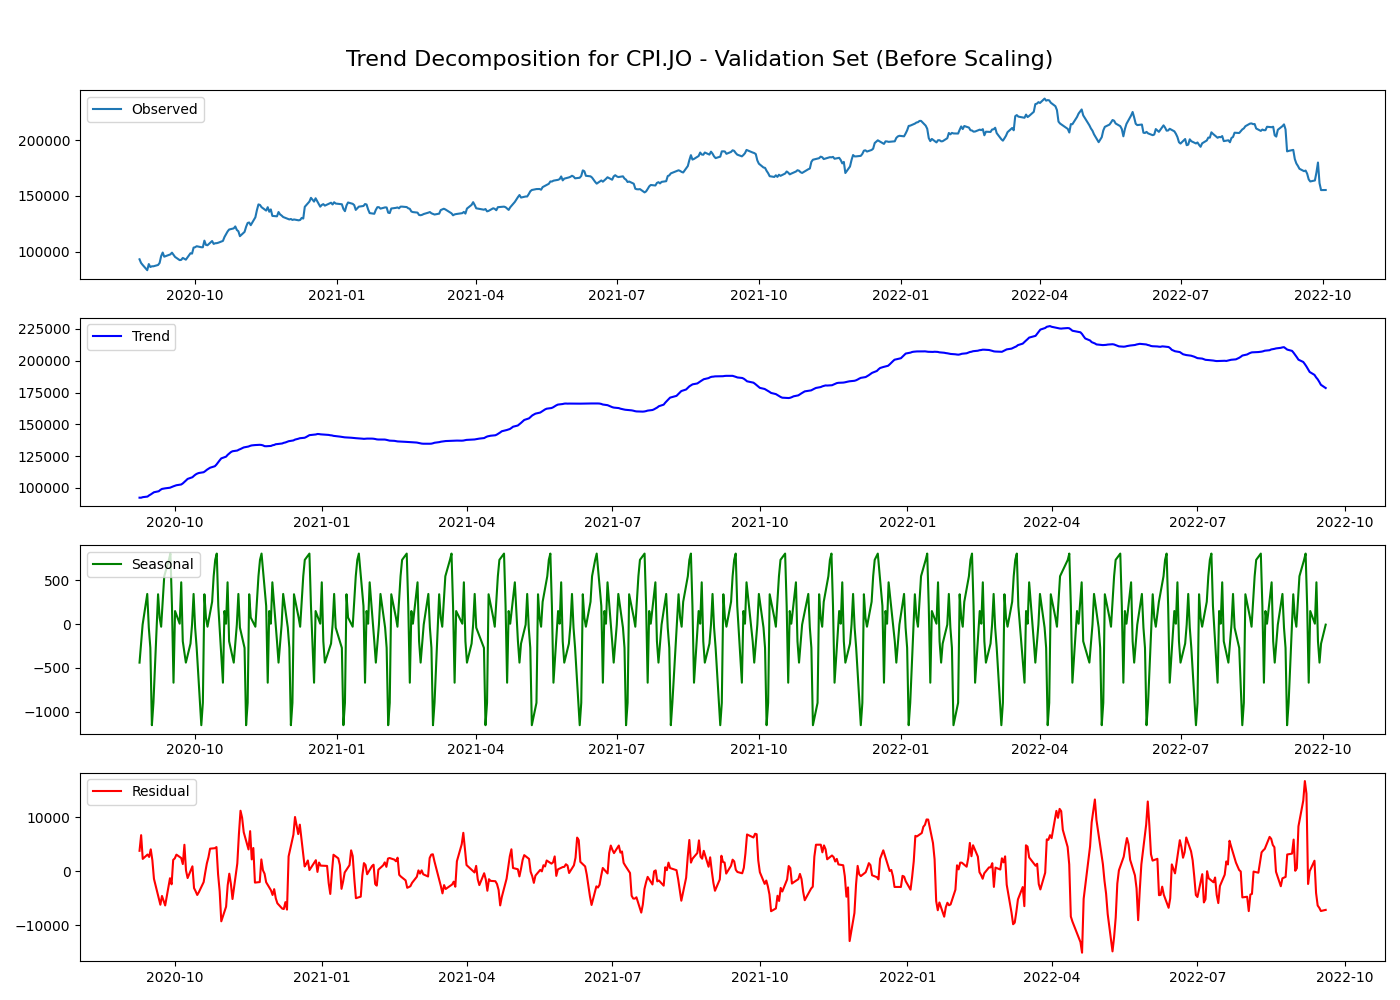 Trend Decomposition for CPI.JO - Validation Set (Before Scaling)
Observed
200000
150000
100000
2020-10 2021-01 2021-04 2021-07 2021-10 2022-01 2022-04 2022-07 2022-10
Trend
225000
200000
175000
150000
125000
100000
2020-10 2021-01 2021-04 2021-07 2021-10 2022-01 2022-04 2022-07 2022-10
Seasonal
500
0
−500
−1000
2020-10 2021-01 2021-04 2021-07 2021-10 2022-01 2022-04 2022-07 2022-10
Residual
10000
0
−10000
2020-10 2021-01 2021-04 2021-07 2021-10 2022-01 2022-04 2022-07 2022-10